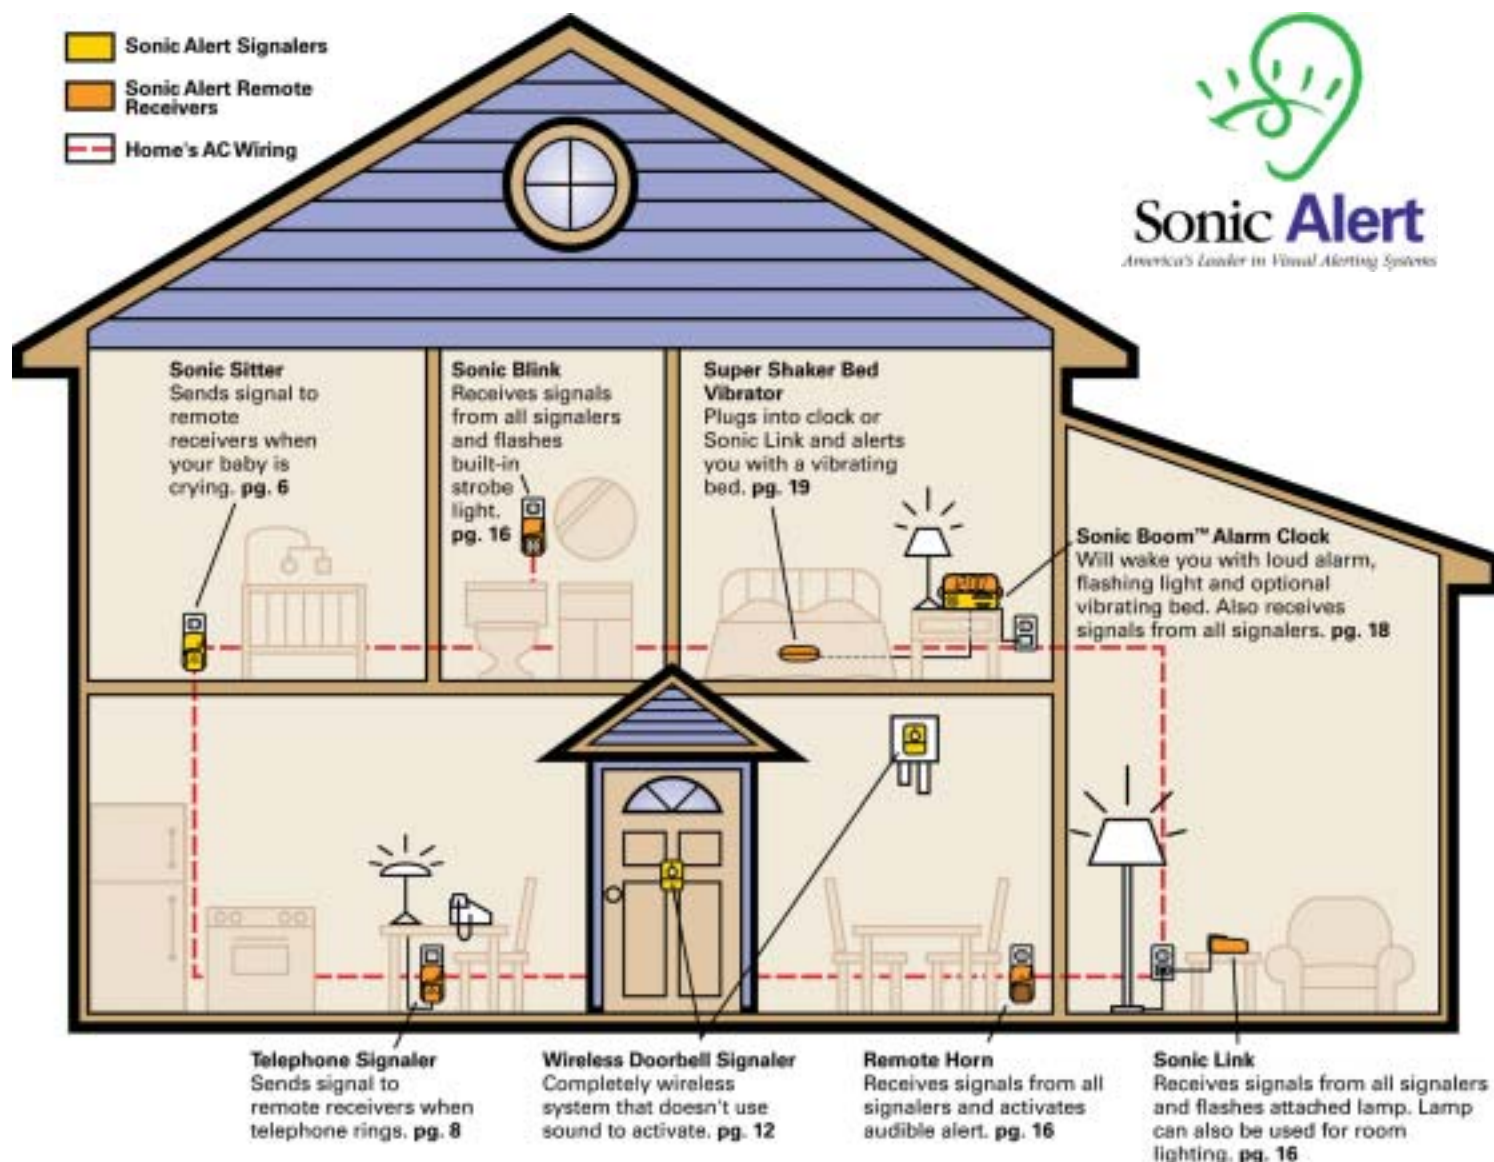 Sonic Alert Signalers
Sonic Alert Remote
Receivers
Home's AC Wiring
Sonic Alert
America's Leader in Visual Alerting Systems
Sonic Sitter
Sends signal to
remote
receivers when
your baby is
crying. pg. 6
Sonic Blink
Receives signals
from all signalers
and flashes
built-in
strobe
light.
pg. 16
Super Shaker Bed
Vibrator
Plugs into clock or
Sonic Link and alerts
you with a vibrating
bed. pg. 19
Sonic Boom™ Alarm Clock
Will wake you with loud alarm,
flashing light and optional
vibrating bed. Also receives
signals from all signalers. pg. 18
Telephone Signaler
Sends signal to
remote receivers when
telephone rings. pg. 8
Wireless Doorbell Signaler
Completely wireless
system that doesn't use
sound to activate. pg. 12
Remote Horn
Receives signals from all
signalers and activates
audible alert. pg. 16
Sonic Link
Receives signals from all signalers
and flashes attached lamp. Lamp
can also be used for room
lighting. pg. 16